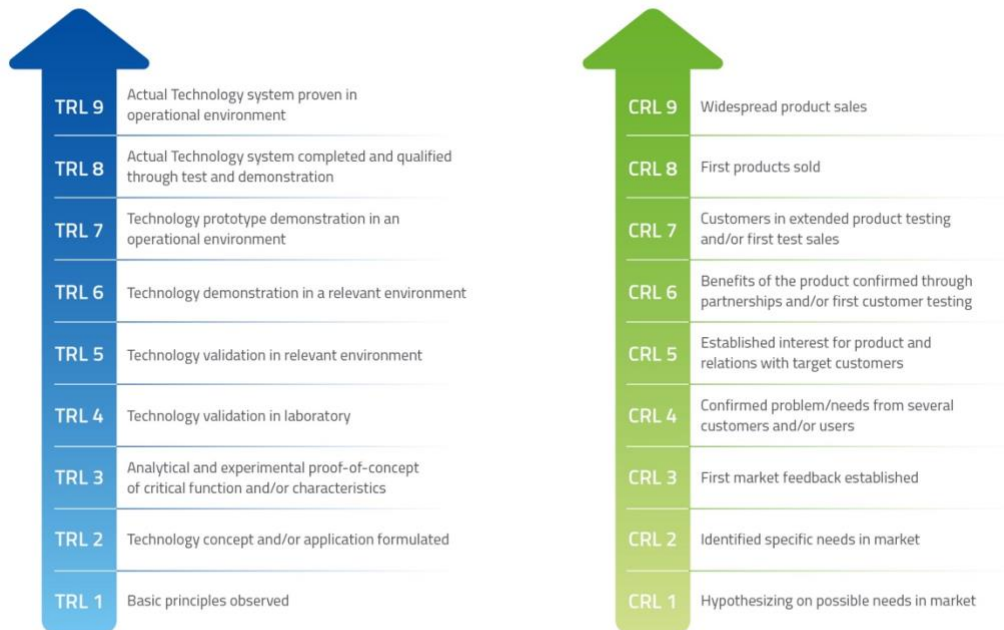 TRL 9
Actual Technology system proven in
operational environment
TRL 8
Actual Technology system completed and qualified
through test and demonstration
TRL 7
Technology prototype demonstration in an
operational environment
TRL 6
Technology demonstration in a relevant environment
TRL 5
Technology validation in relevant environment
TRL 4
Technology validation in laboratory
TRL 3
Analytical and experimental proof-of-concept
of critical function and/or characteristics
TRL 2
Technology concept and/or application formulated
TRL 1
Basic principles observed
CRL 9
Widespread product sales
CRL 8
First products sold
CRL 7
Customers in extended product testing
and/or first test sales
CRL 6
Benefits of the product confirmed through
partnerships and/or first customer testing
CRL 5
Established interest for product and
relations with target customers
CRL 4
Confirmed problem/needs from several
customers and/or users
CRL 3
First market feedback established
CRL 2
Identified specific needs in market
CRL 1
Hypothesizing on possible needs in market